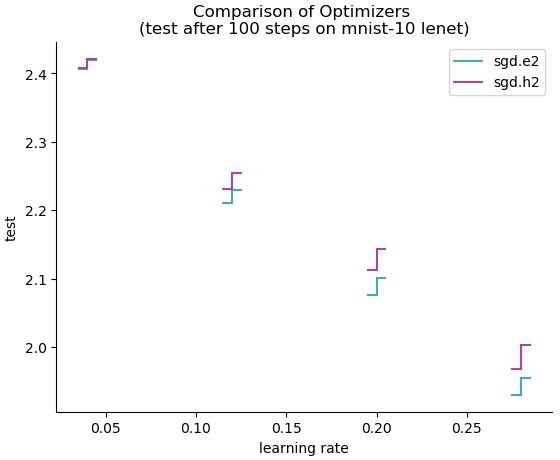 Comparison of Optimizers
(test after 100 steps on mnist-10 lenet)
sgd.e2
sgd.h2
2.4
2.3
2.2
2.1
2.0
test
0.05
0.10
0.15
0.20
0.25
learning rate